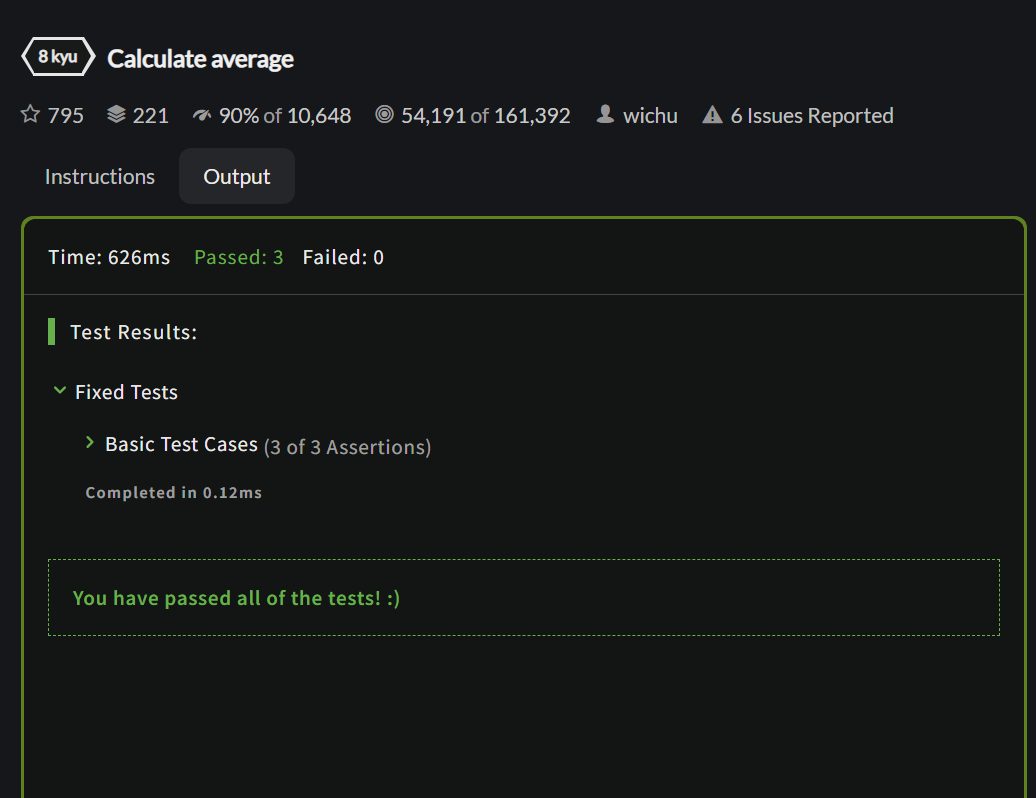 8 kyu Calculate average
795 221 90% of 10,648 54,191 of 161,392 wichu 6 Issues Reported
Instructions Output
Time: 626ms Passed: 3 Failed: 0
Test Results:
Fixed Tests
Basic Test Cases (3 of 3 Assertions)
Completed in 0.12ms
You have passed all of the tests! :)